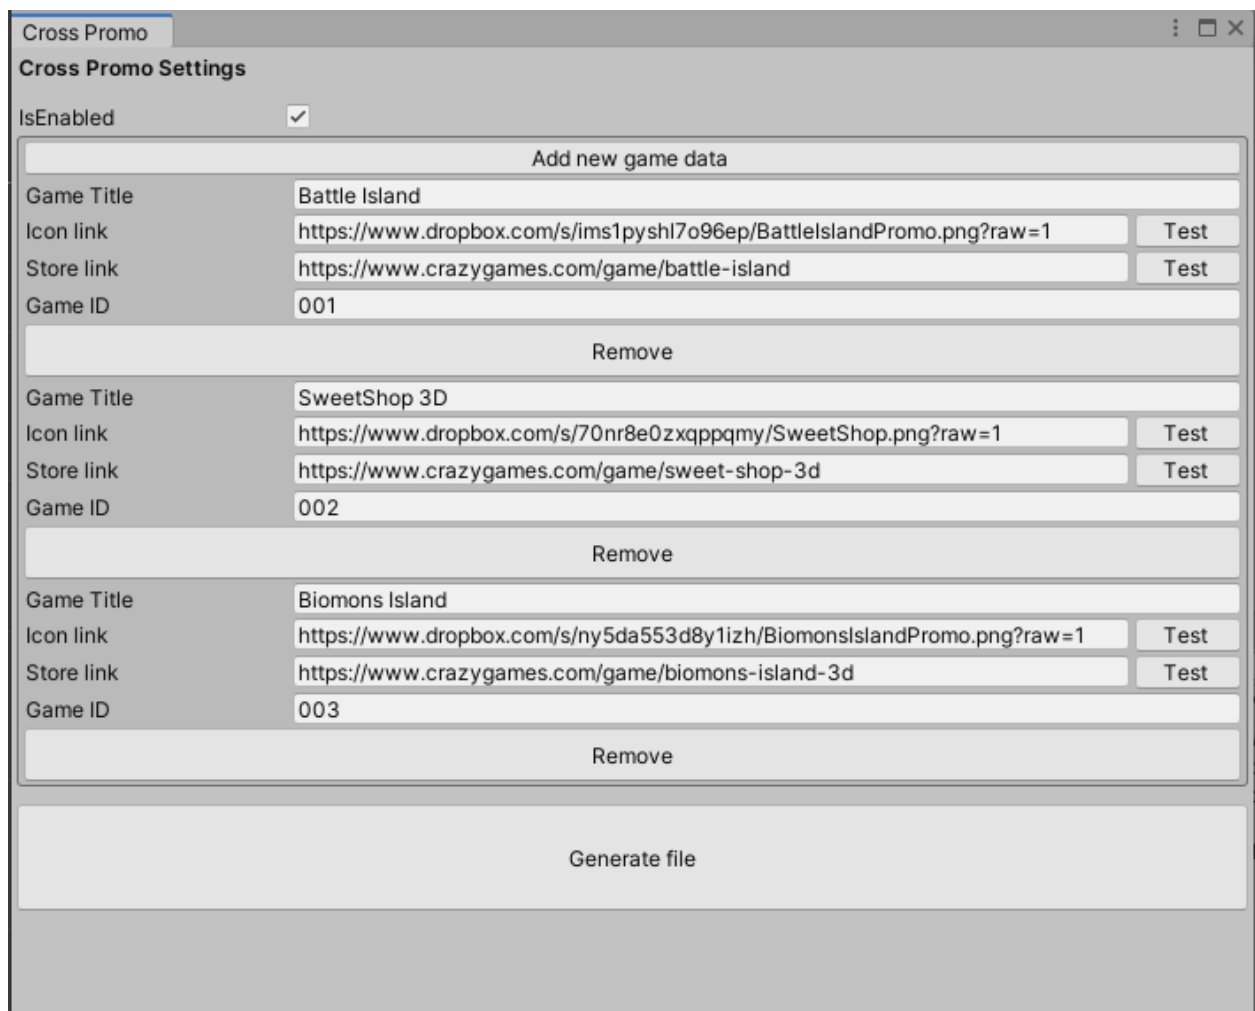 Cross Promo
Cross Promo Settings
IsEnabled
Add new game data
Game Title Battle Island
Icon link https://www.dropbox.com/s/ims1pyshl7o96ep/BattleIslandPromo.png?raw=1 Test
Store link https://www.crazygames.com/game/battle-island Test
Game ID 001
Remove
Game Title SweetShop 3D
Icon link https://www.dropbox.com/s/70nr8e0zxqppqmy/SweetShop.png?raw=1 Test
Store link https://www.crazygames.com/game/sweet-shop-3d Test
Game ID 002
Remove
Game Title Biomons Island
Icon link https://www.dropbox.com/s/ny5da553d8y1izh/BiomonsIslandPromo.png?raw=1 Test
Store link https://www.crazygames.com/game/biomons-island-3d Test
Game ID 003
Remove
Generate file